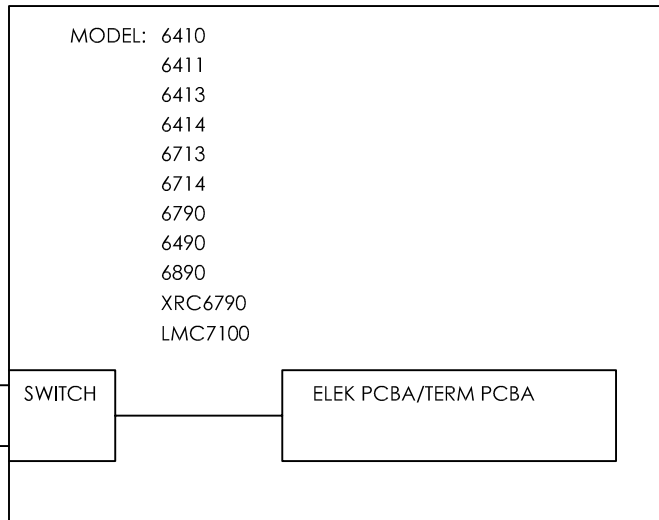 MODEL: 6410
6411
6413
6414
6713
6714
6790
6490
6890
XRC6790
LMC7100
SWITCH
ELEK PCBA/TERM PCBA